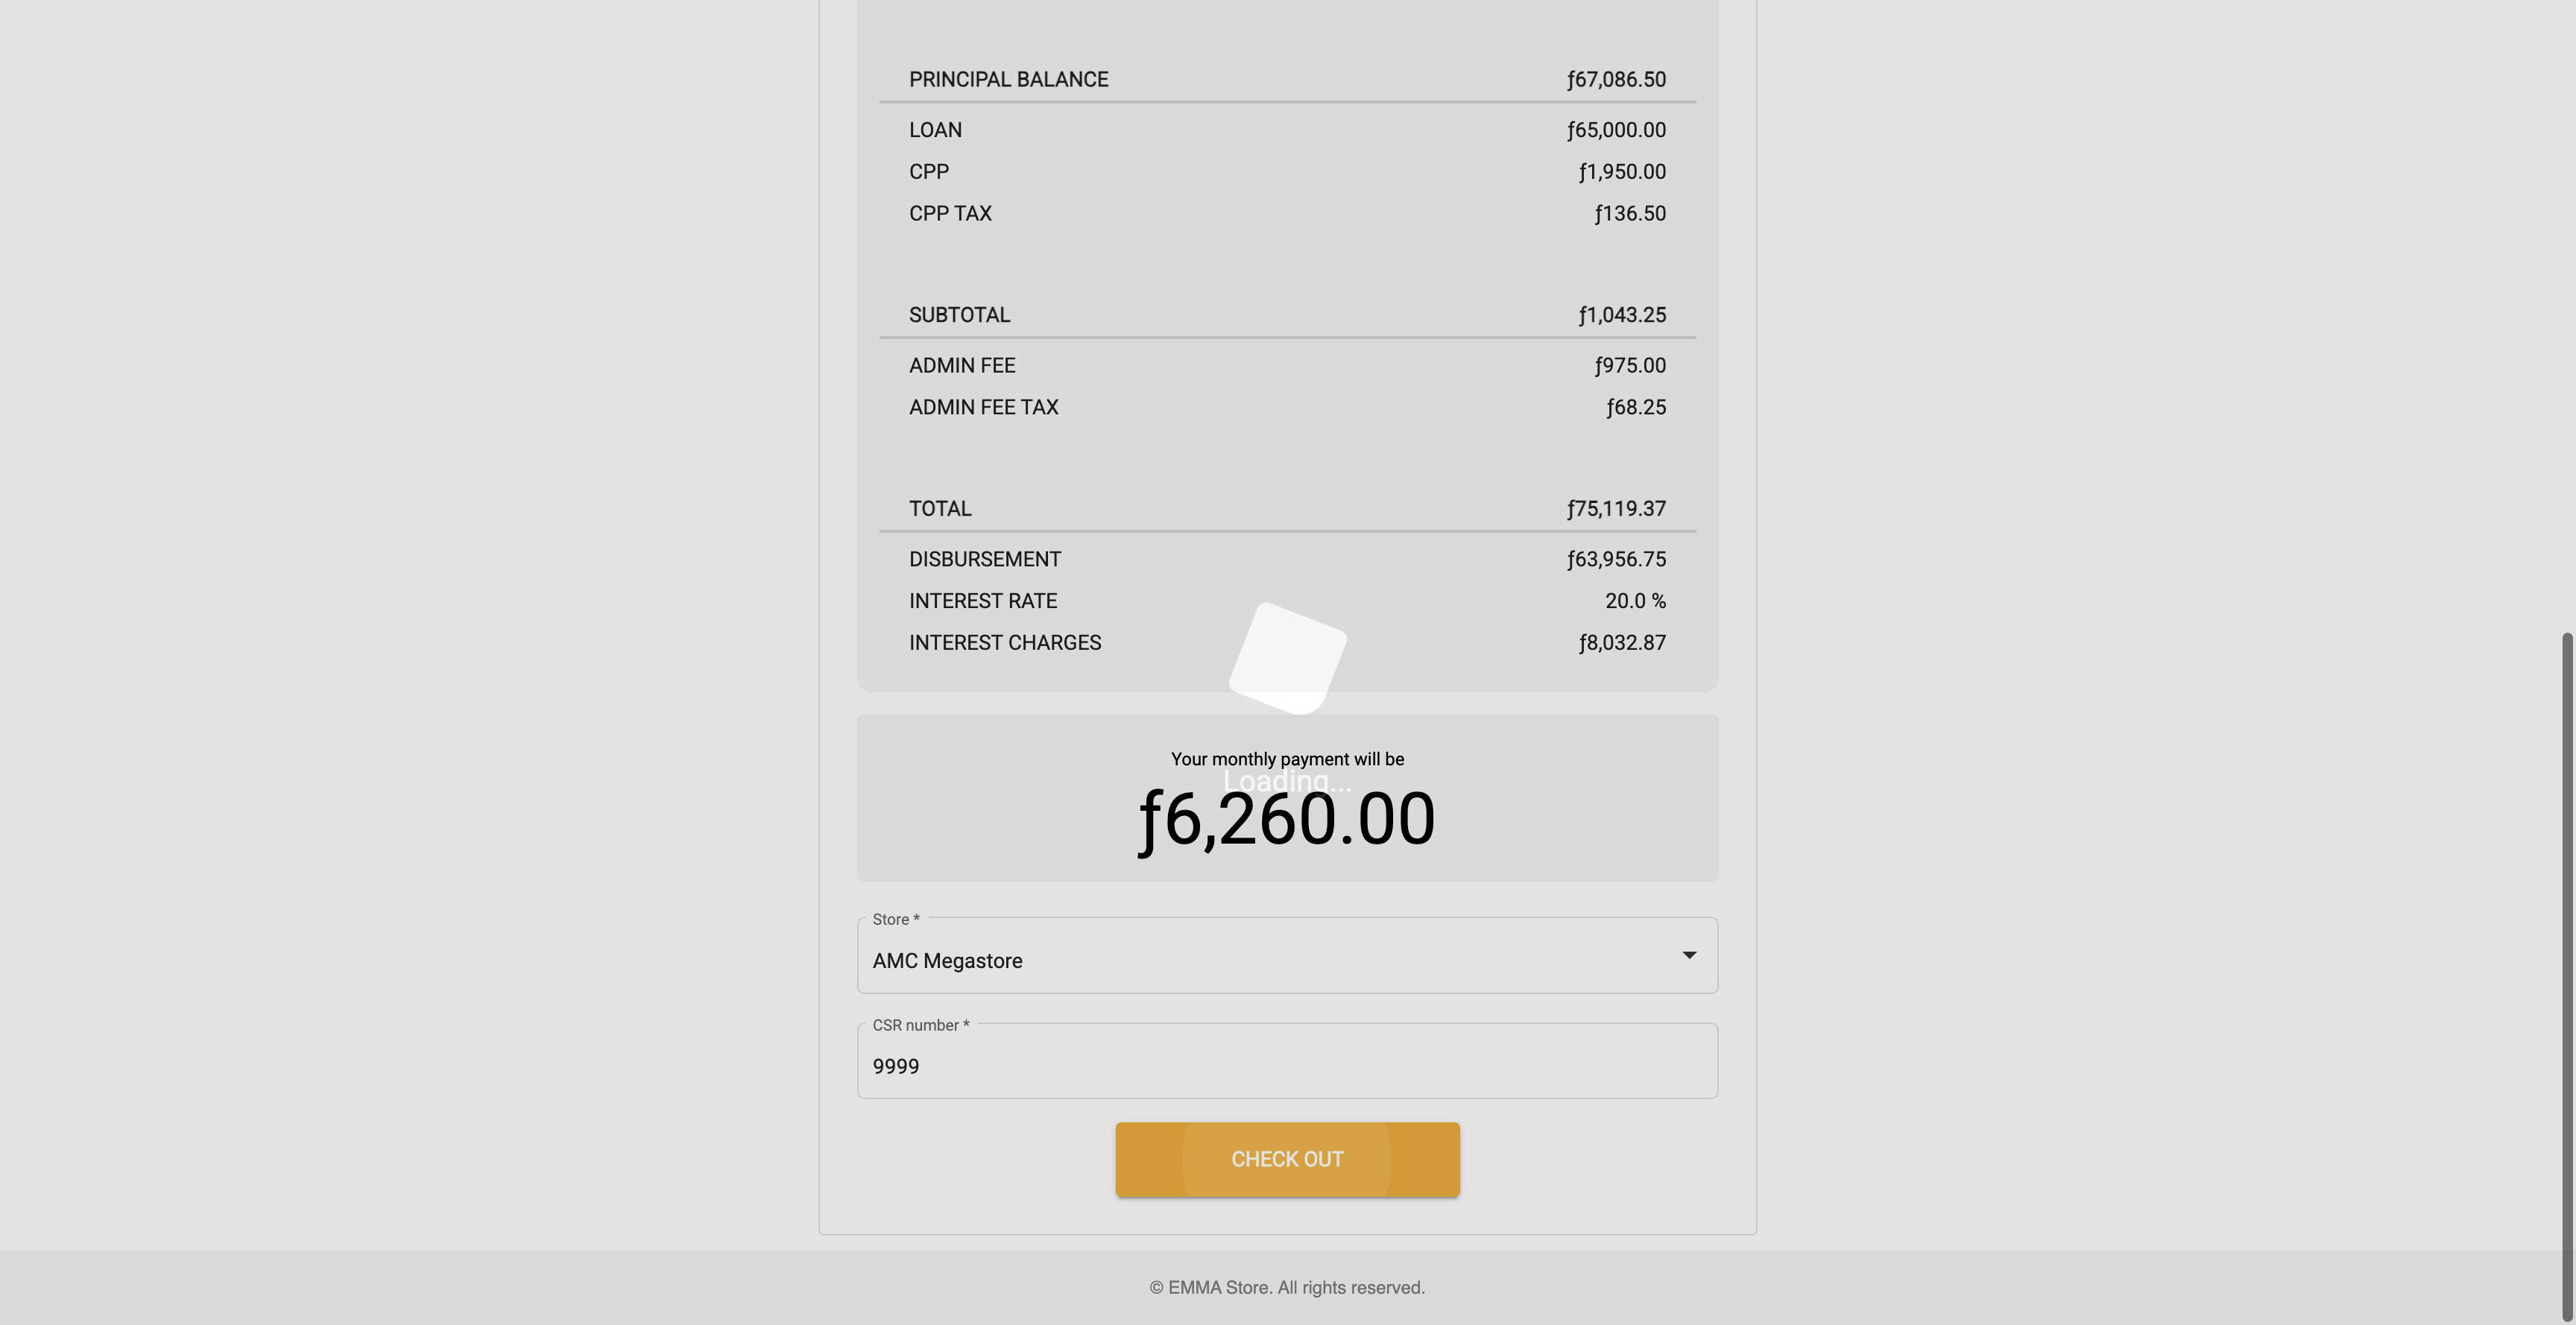 PRINCIPAL BALANCE ƒ67,086.50
LOAN ƒ65,000.00
CPP ƒ1,950.00
CPP TAX ƒ136.50
SUBTOTAL ƒ1,043.25
ADMIN FEE ƒ975.00
ADMIN FEE TAX ƒ68.25
TOTAL ƒ75,119.37
DISBURSEMENT ƒ63,956.75
INTEREST RATE 20.0 %
INTEREST CHARGES ƒ8,032.87
Your monthly payment will be
Loading...
ƒ6,260.00
Store *
AMC Megastore
CSR number *
9999
CHECK OUT
© EMMA Store. All rights reserved.